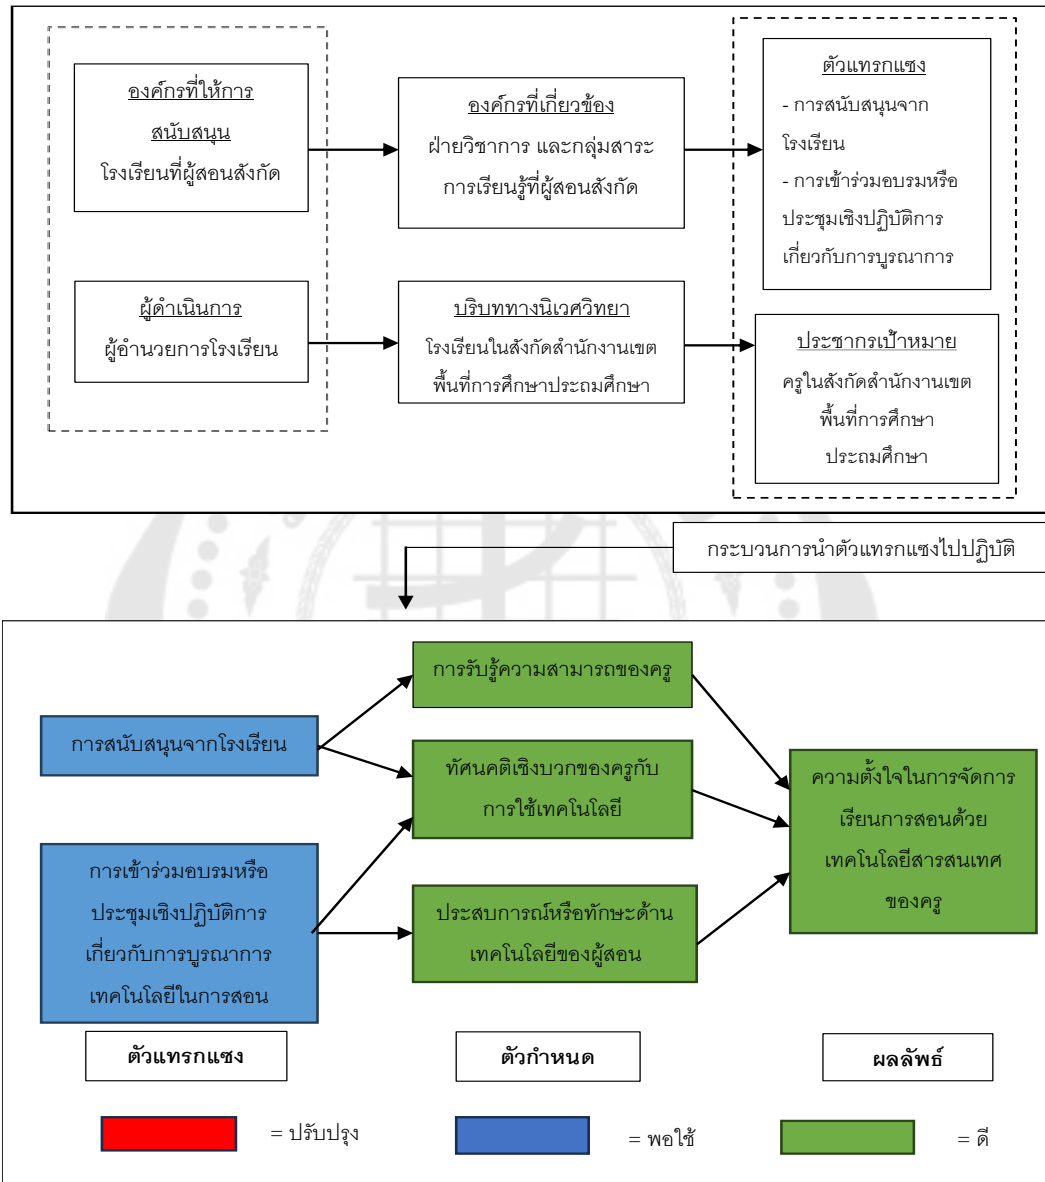 องค์กรที่ให้การ
สนับสนุน
โรงเรียนที่ผู้สอนสังกัด
องค์กรที่เกี่ยวข้อง
ฝ่ายวิชาการ และกลุ่มสาระ
การเรียนรู้ที่ผู้สอนสังกัด
ตัวแทรกแซง
- การสนับสนุนจาก
โรงเรียน
- การเข้าร่วมอบรมหรือ
ประชุมเชิงปฏิบัติการ
เกี่ยวกับการบูรณาการ
ผู้ดำเนินการ
ผู้อำนวยการโรงเรียน
บริบททางนิเวศวิทยา
โรงเรียนในสังกัดสำนักงานเขต
พื้นที่การศึกษาประถมศึกษา
ประชากรเป้าหมาย
ครูในสังกัดสำนักงานเขต
พื้นที่การศึกษา
ประถมศึกษา
กระบวนการนำตัวแทรกแซงไปปฏิบัติ
การสนับสนุนจากโรงเรียน
การเข้าร่วมอบรมหรือ
ประชุมเชิงปฏิบัติการ
เกี่ยวกับการบูรณาการ
เทคโนโลยีในการสอน
การรับรู้ความสามารถของครู
ทัศนคติเชิงบวกของครูกับ
การใช้เทคโนโลยี
ประสบการณ์หรือทักษะด้าน
เทคโนโลยีของผู้สอน
ความตั้งใจในการจัดการ
เรียนการสอนด้วย
เทคโนโลยีสารสนเทศ
ของครู
ตัวแทรกแซง
ตัวกำหนด
ผลลัพธ์
= ปรับปรุง
= พอใช้
= ดี